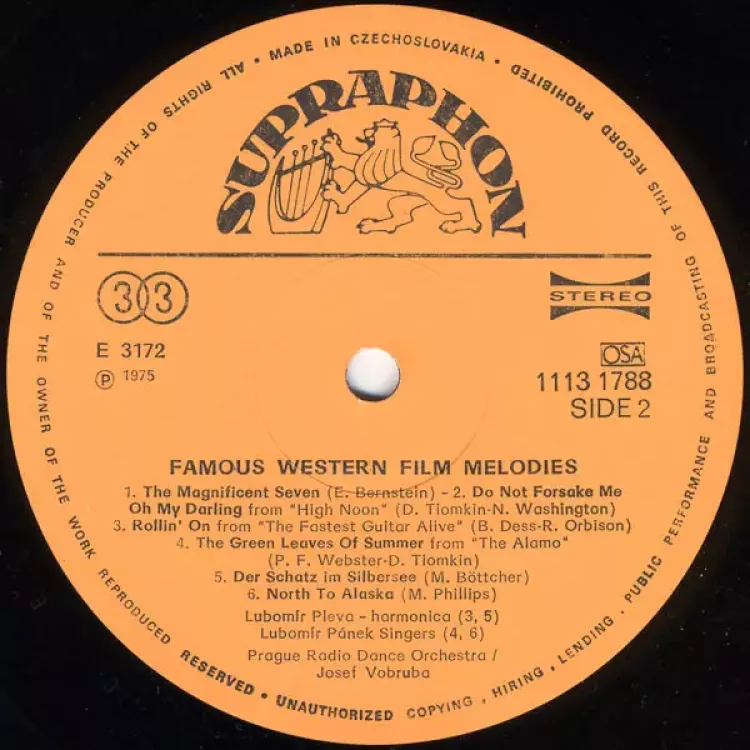 ALL RIGHTS OF THE PRODUCER AND OF THE OWNER OF THE WORK REPRODUCED RESERVED • UNAUTHORIZED COPYING, HIRING, LENDING, PUBLIC PERFORMANCE AND BROADCASTING OF THIS RECORD PROHIBITED • MADE IN CZECHOSLOVAKIA •
SUPRAPHON
33
STEREO
E 3172
OSA
Ⓟ 1975
1113 1788
SIDE 2
FAMOUS WESTERN FILM MELODIES
1. The Magnificent Seven (E. Bernstein) - 2. Do Not Forsake Me
Oh My Darling from "High Noon" (D. Tiomkin-N. Washington)
3. Rollin' On from "The Fastest Guitar Alive" (B. Dess-R. Orbison)
4. The Green Leaves Of Summer from "The Alamo"
(P. F. Webster-D. Tiomkin)
5. Der Schatz im Silbersee (M. Böttcher)
6. North To Alaska (M. Phillips)
Lubomír Pleva - harmonica (3, 5)
Lubomír Pánek Singers (4, 6)
Prague Radio Dance Orchestra /
Josef Vobruba